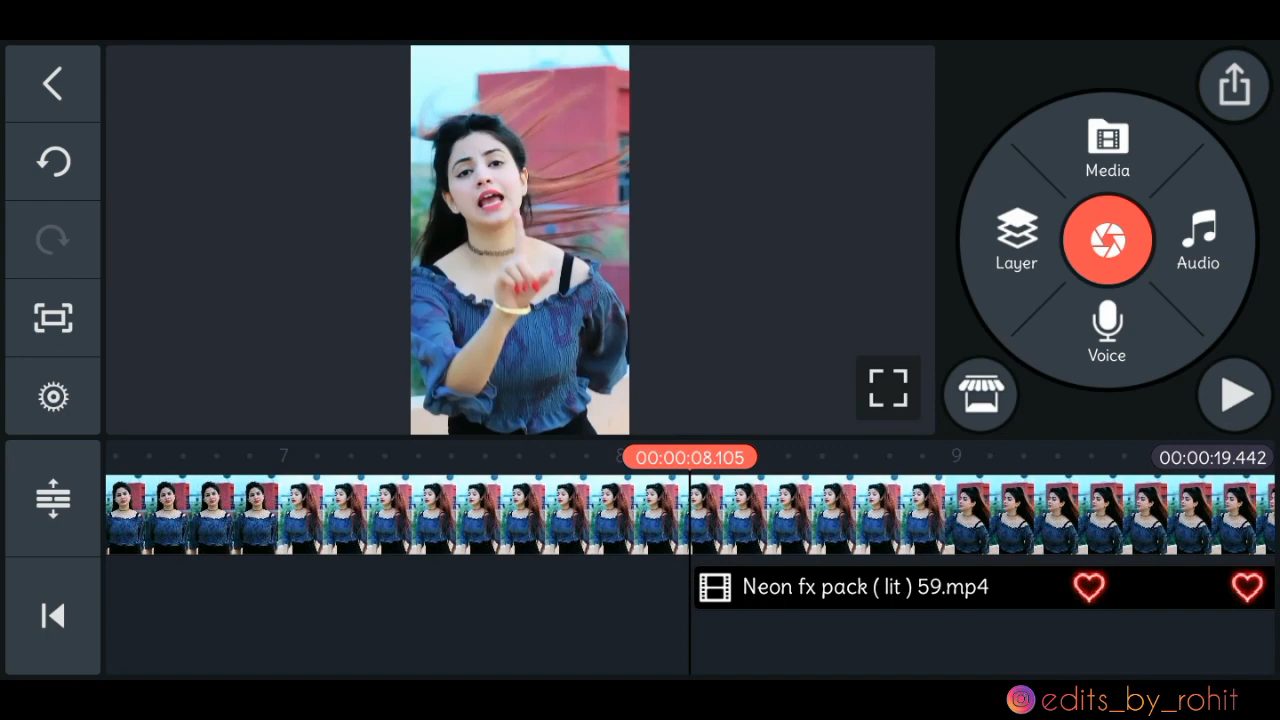 Media
Layer
Audio
Voice
7
8
00:00:08.105
9
00:00:19.442
Neon fx pack ( lit ) 59.mp4
edits_by_rohit